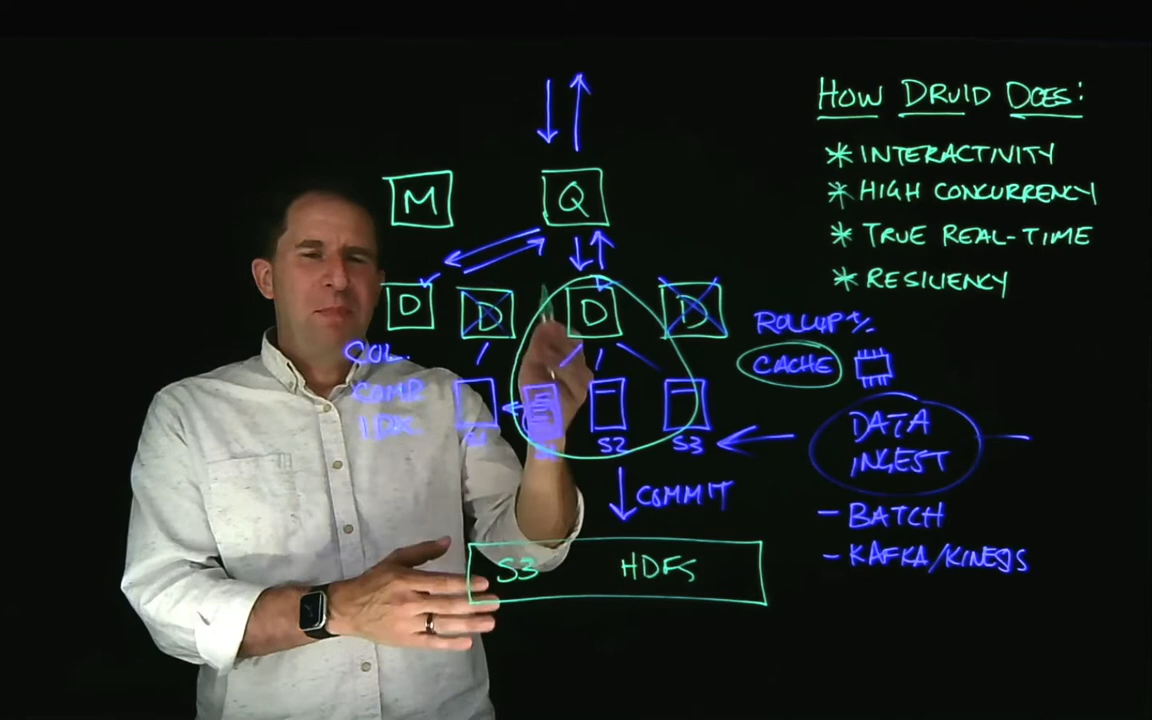 HOW DRUID DOES:
* INTERACTIVITY
* HIGH CONCURRENCY
* TRUE REAL-TIME
* RESILIENCY
M
Q
D
D
D
D
ROLLUP
CACHE
COL.
COMP
IDX
S1
S2
S3
DATA
INGEST
- BATCH
- KAFKA/KINESIS
COMMIT
S3 HDFS